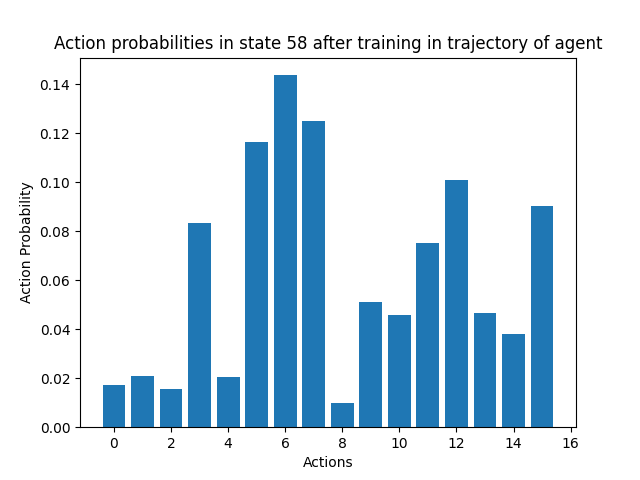 Action probabilities in state 58 after training in trajectory of agent
0.14
0.12
0.10
0.08
0.06
0.04
0.02
0.00
Action Probability
0 2 4 6 8 10 12 14 16
Actions